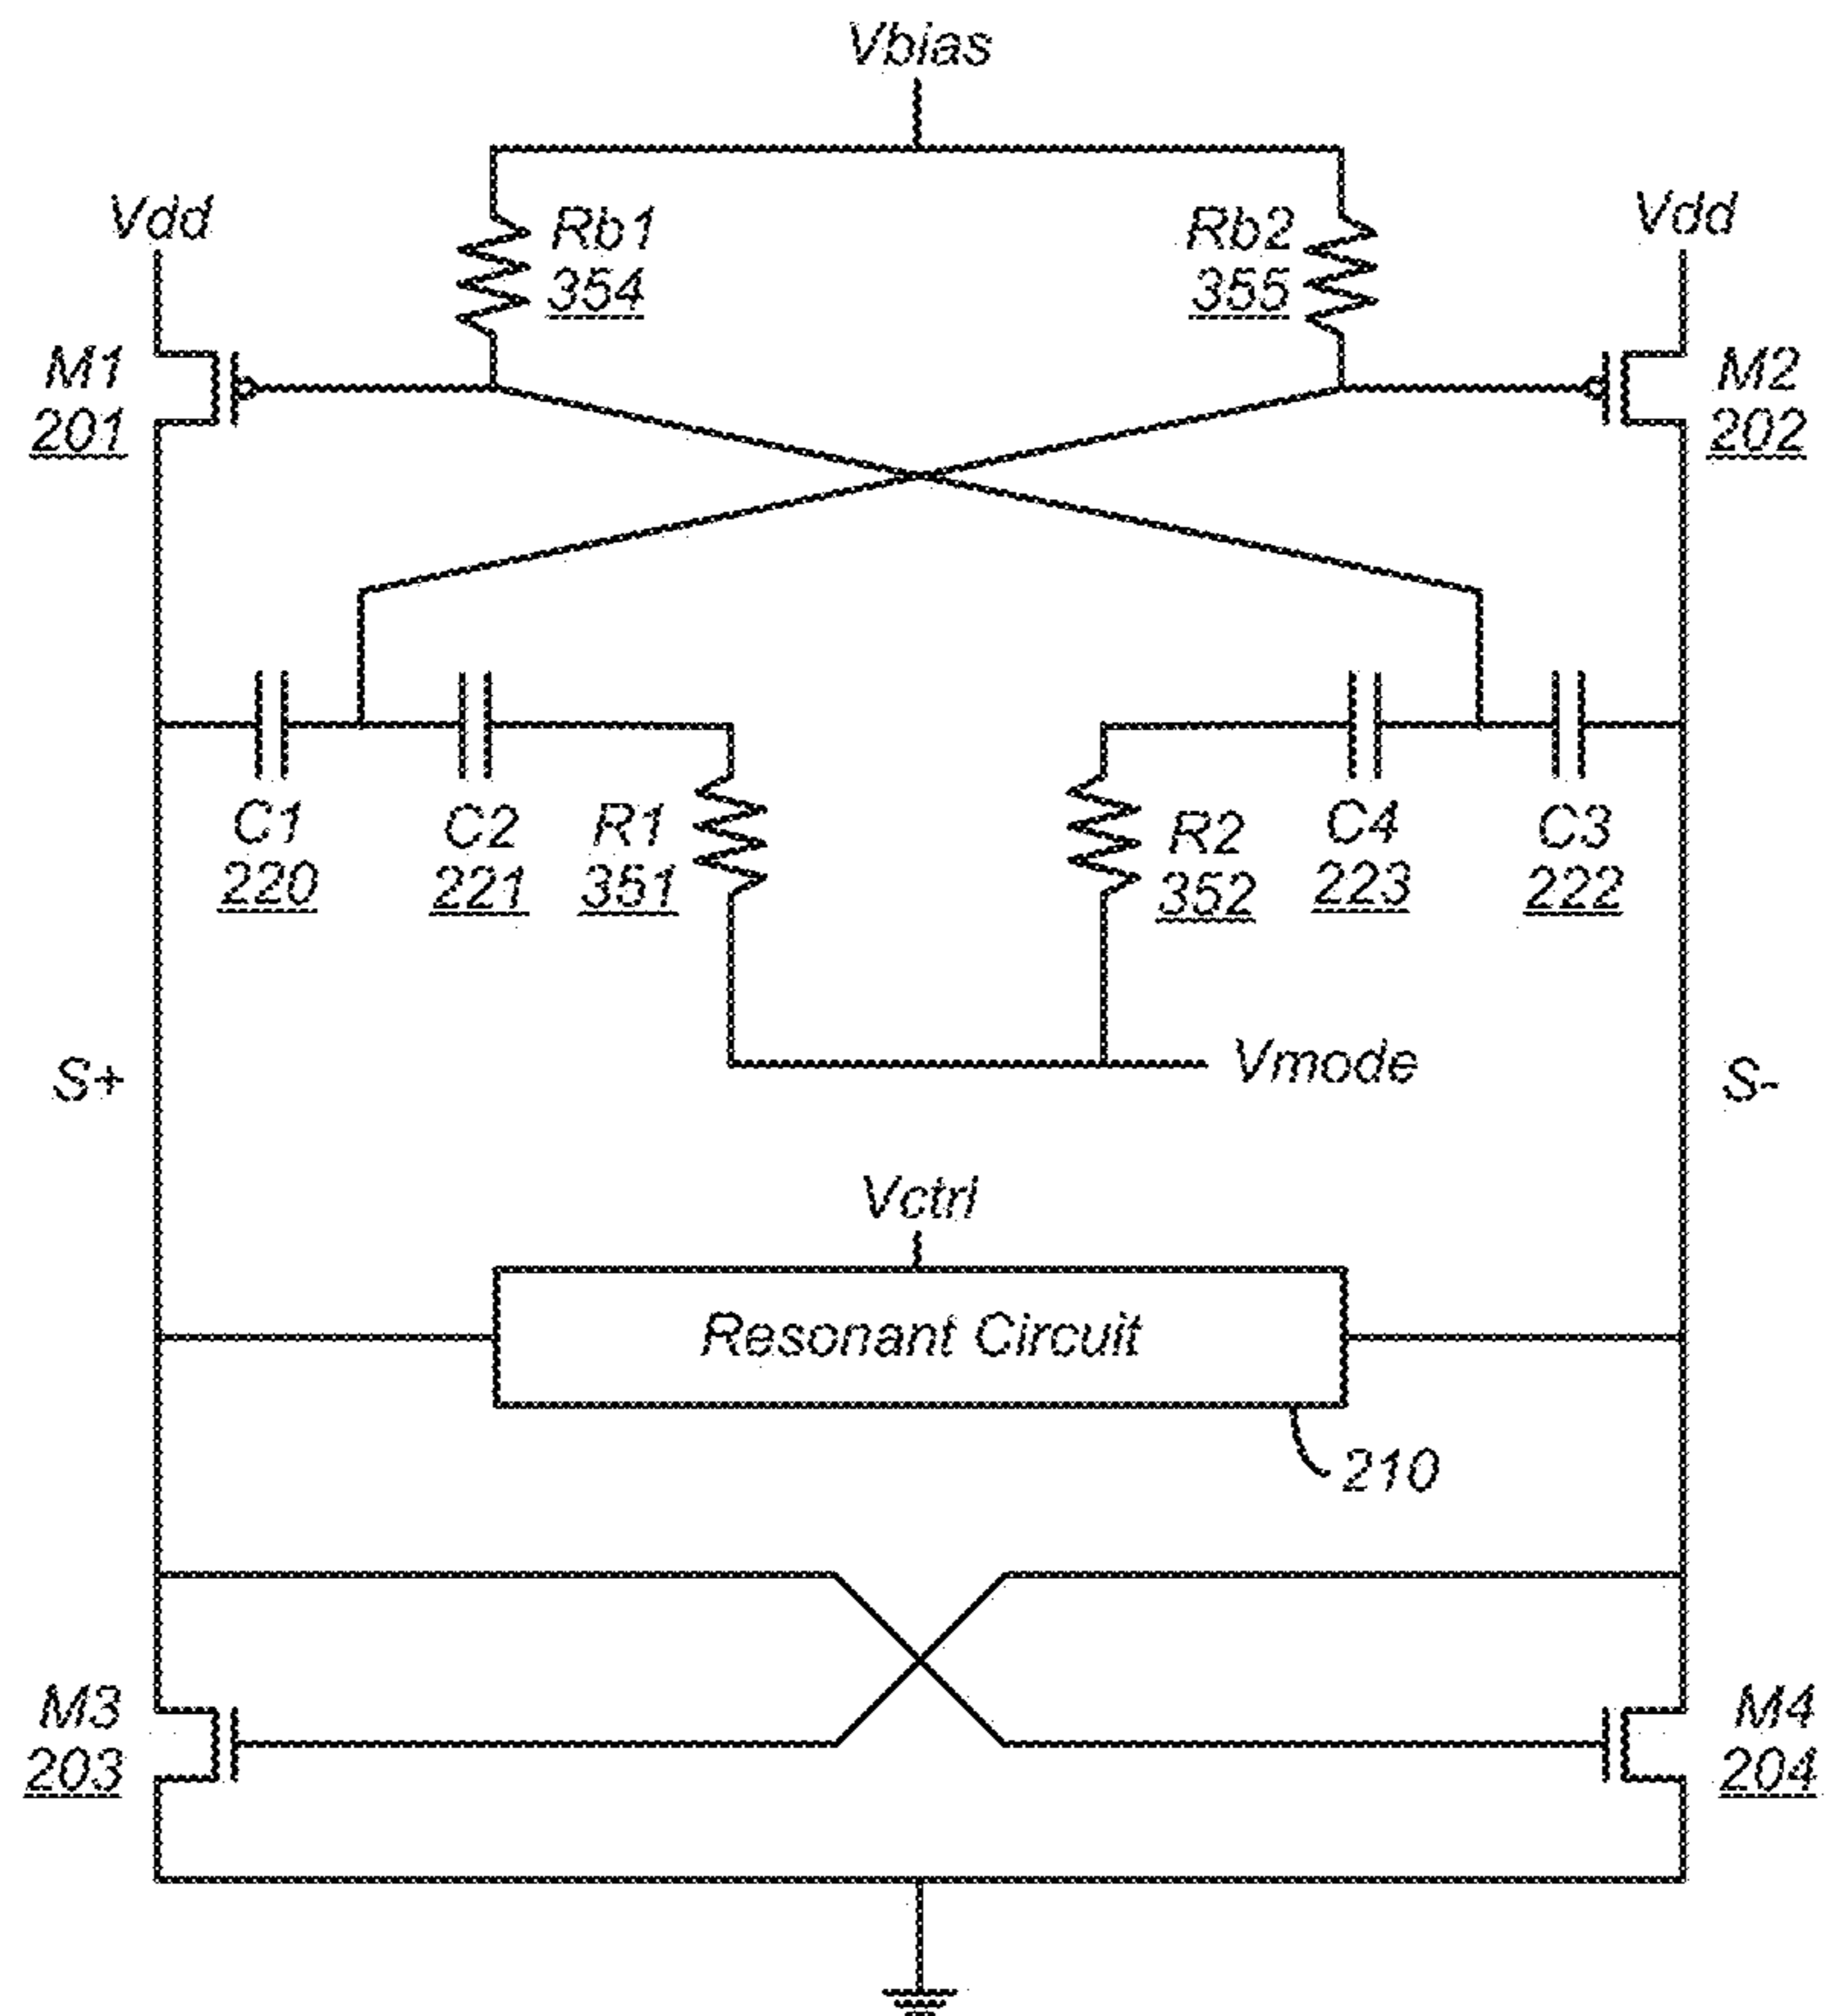 Vbias
Vdd
Rb1
354
Rb2
355
Vdd
M1
201
M2
202
C1
220
C2
221
R1
351
R2
352
C4
223
C3
222
S+
Vmode
S-
Vctrl
Resonant Circuit
210
M3
203
M4
204